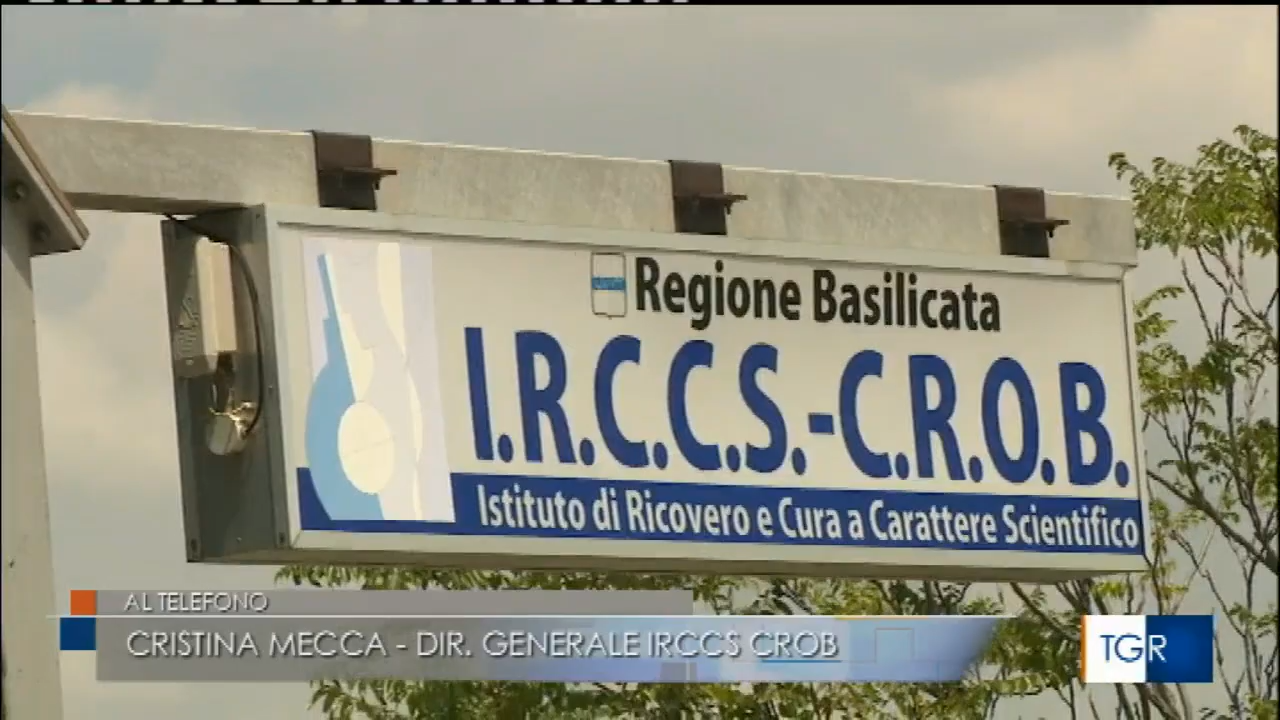 Regione Basilicata
I.R.C.C.S.-C.R.O.B.
Istituto di Ricovero e Cura a Carattere Scientifico
AL TELEFONO
CRISTINA MECCA - DIR. GENERALE IRCCS CROB
TGR